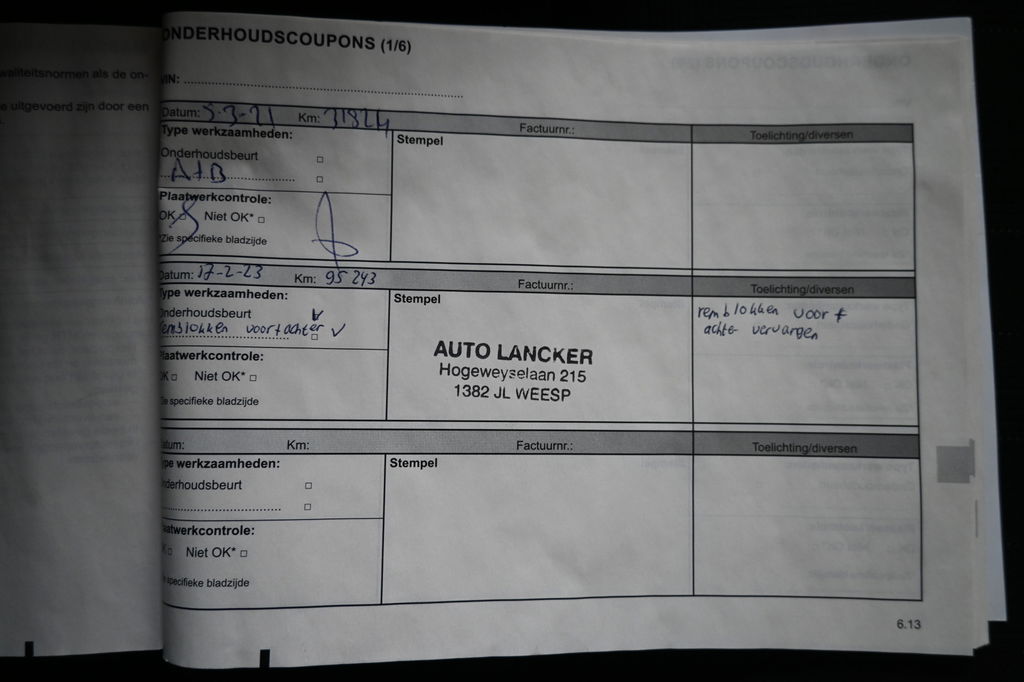 waliteitsnormen als de on-
e uitgevoerd zijn door een
ONDERHOUDSCOUPONS (1/6)
VIN:
Datum: 5-3-21 Km: 31824 Factuurnr.: Toelichting/diversen
Type werkzaamheden:
Stempel
Onderhoudsbeurt
A+B
Plaatwerkcontrole:
OK Niet OK*
*Zie specifieke bladzijde
Datum: 17-2-23 Km: 95243 Factuurnr.: Toelichting/diversen
Type werkzaamheden:
Stempel
remblokken voor +
achter vervangen
Onderhoudsbeurt
remblokken voor+achter
AUTO LANCKER
Hogeweyselaan 215
1382 JL WEESP
Plaatwerkcontrole:
OK Niet OK*
Zie specifieke bladzijde
Datum: Km: Factuurnr.: Toelichting/diversen
Type werkzaamheden:
Stempel
Onderhoudsbeurt
Plaatwerkcontrole:
Niet OK*
specifieke bladzijde
6.13